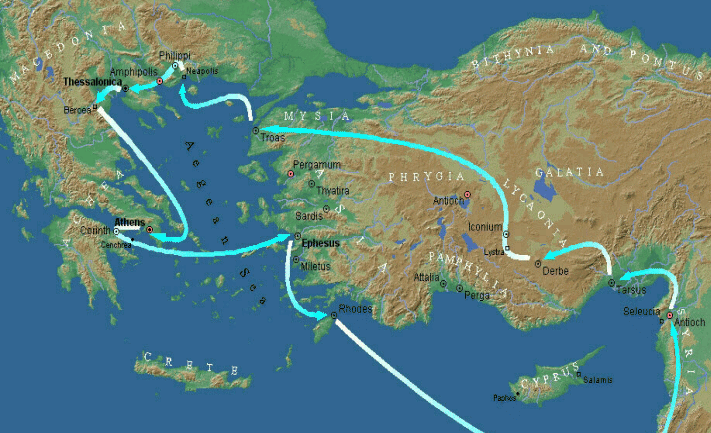 MACEDONIA
Philippi
Neapolis
Amphipolis
Thessalonica
Beroea
BITHYNIA AND PONTUS
MYSIA
Troas
Aegean Sea
Pergamum
Thyatira
Sardis
ASIA
PHRYGIA
GALATIA
Antioch
LYCAONIA
Iconium
Lystra
Derbe
ACHAEA
Athens
Corinth
Cenchrea
Ephesus
Miletus
PAMPHYLIA
Attalia
Perga
Tarsus
Seleucia
Antioch
SYRIA
Rhodes
CRETE
CYPRUS
Salamis
Paphos